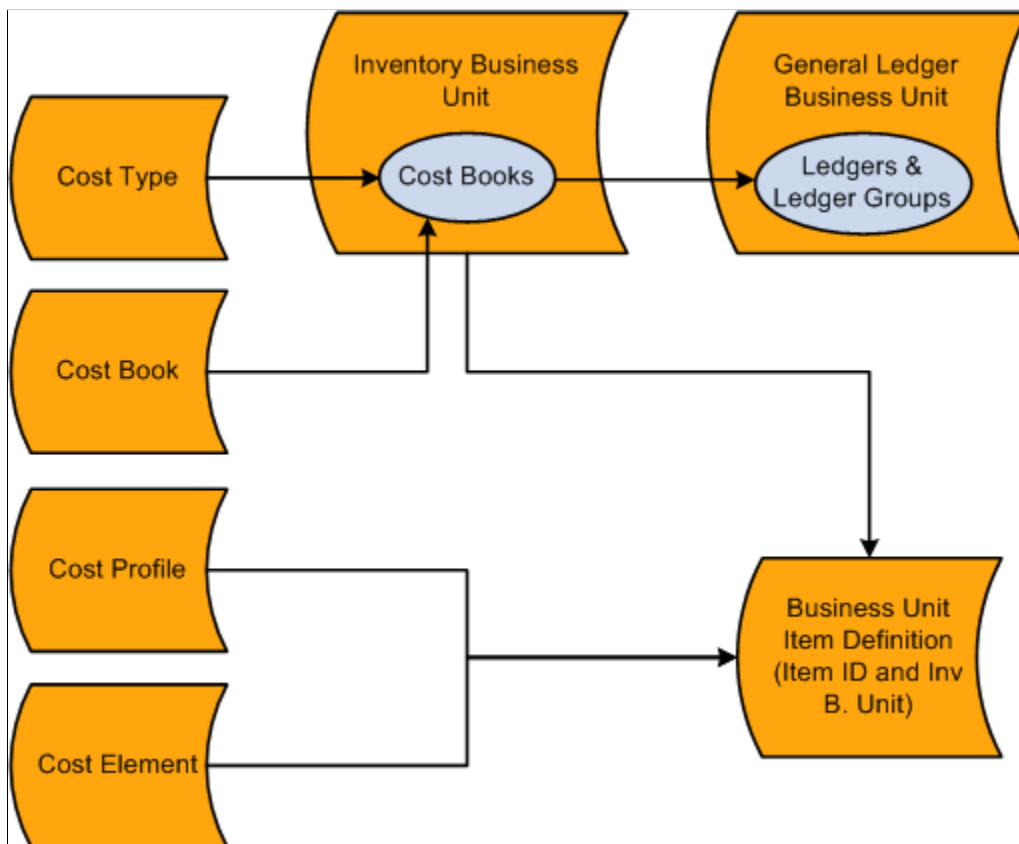 Inventory Business
Unit
General Ledger
Business Unit
Cost Type
Cost Books
Ledgers &
Ledger Groups
Cost Book
Cost Profile
Business Unit
Item Definition
(Item ID and Inv
B. Unit)
Cost Element